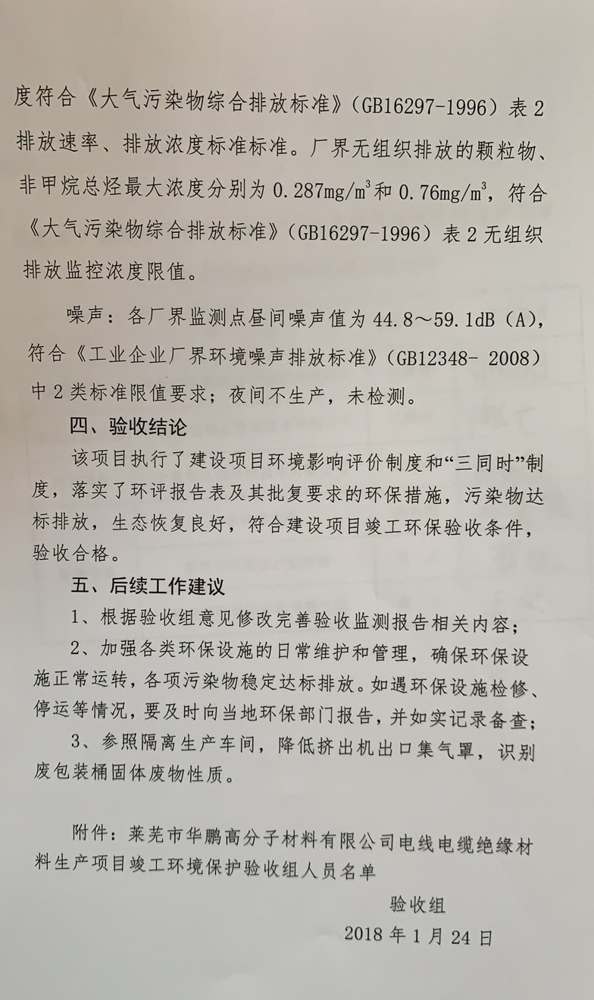 度符合《大气污染物综合排放标准》（GB16297-1996）表2
排放速率、排放浓度标准标准。厂界无组织排放的颗粒物、
非甲烷总烃最大浓度分别为0.287mg/m³和0.76mg/m³，符合
《大气污染物综合排放标准》（GB16297-1996）表2无组织
排放监控浓度限值。
噪声：各厂界监测点昼间噪声值为44.8～59.1dB（A），
符合《工业企业厂界环境噪声排放标准》（GB12348- 2008）
中2类标准限值要求；夜间不生产，未检测。
四、验收结论
该项目执行了建设项目环境影响评价制度和“三同时”制
度，落实了环评报告表及其批复要求的环保措施，污染物达
标排放，生态恢复良好，符合建设项目竣工环保验收条件，
验收合格。
五、后续工作建议
1、根据验收组意见修改完善验收监测报告相关内容；
2、加强各类环保设施的日常维护和管理，确保环保设
施正常运转，各项污染物稳定达标排放。如遇环保设施检修、
停运等情况，要及时向当地环保部门报告，并如实记录备查；
3、参照隔离生产车间，降低挤出机出口集气罩，识别
废包装桶固体废物性质。
附件：莱芜市华鹏高分子材料有限公司电线电缆绝缘材
料生产项目竣工环境保护验收组人员名单
验收组
2018年1月24日